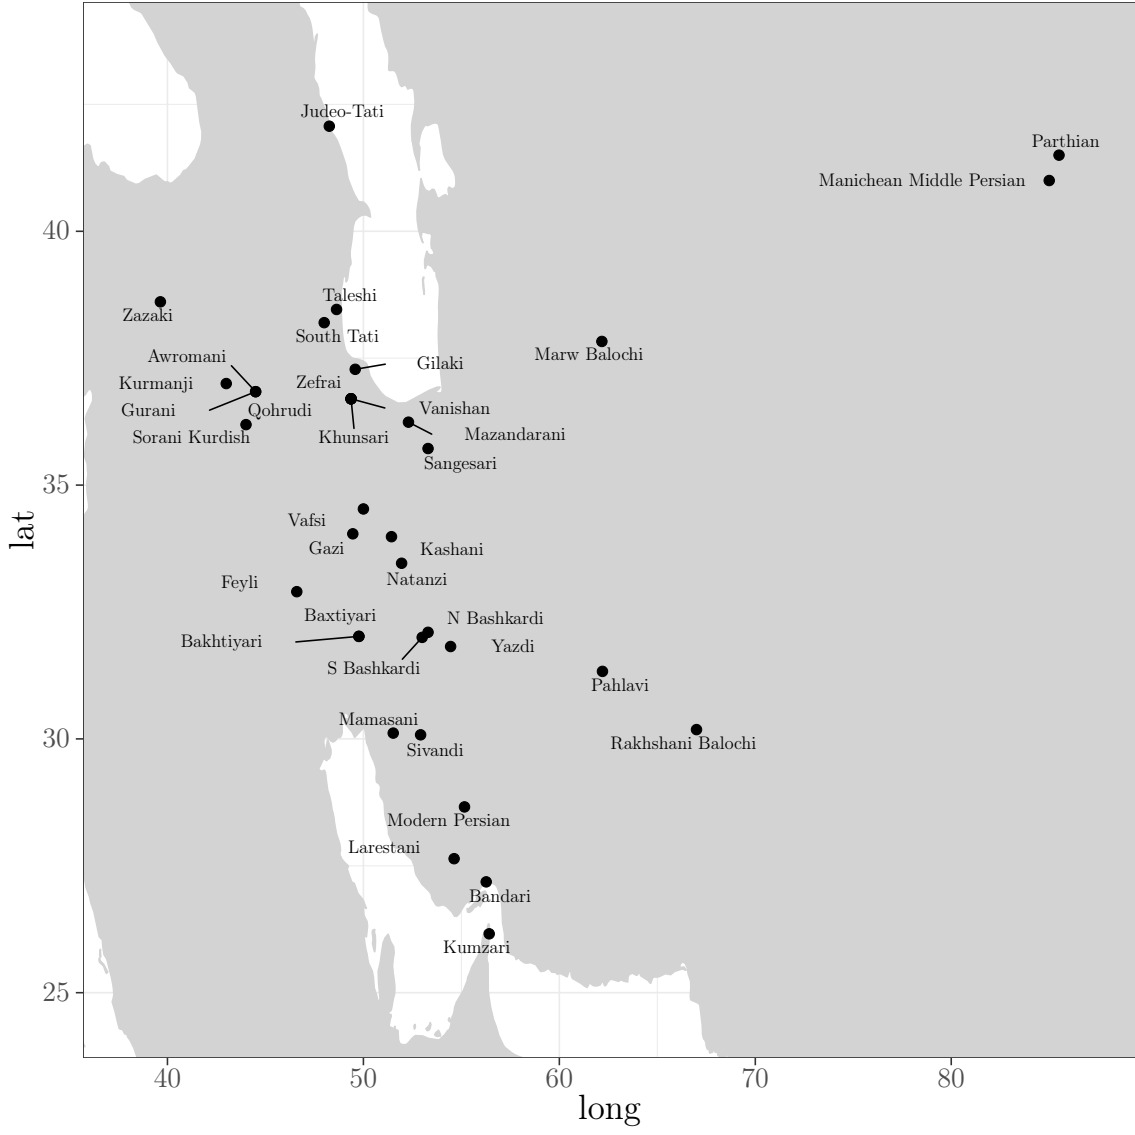 Judeo-Tati
Parthian
Manichean Middle Persian
40
Taleshi
Zazaki
South Tati
Awromani
Gilaki
Marw Balochi
Kurmanji
Zefrai
Gurani
Qohrudi
Vanishan
Sorani Kurdish
Khunsari
Mazandarani
Sangesari
35
Vafsi
Gazi
Kashani
Natanzi
Feyli
Baxtiyari
N Bashkardi
Bakhtiyari
Yazdi
S Bashkardi
Pahlavi
Mamasani
30
Sivandi
Rakhshani Balochi
Modern Persian
Larestani
Bandari
Kumzari
25
lat
40 50 60 70 80
long